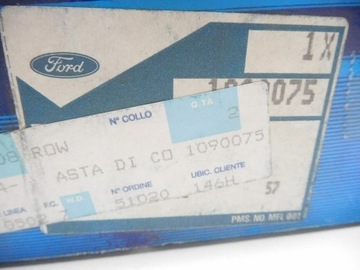 Ford
1X
1090075
Q.TA
Nº COLLO
2
ROW
ASTA DI CO 1090075
Nº ORDINE
UBIC. CLIENTE
LINEA
F.C.
W.D
51020
146H
57
PMS. NO. MFL 001